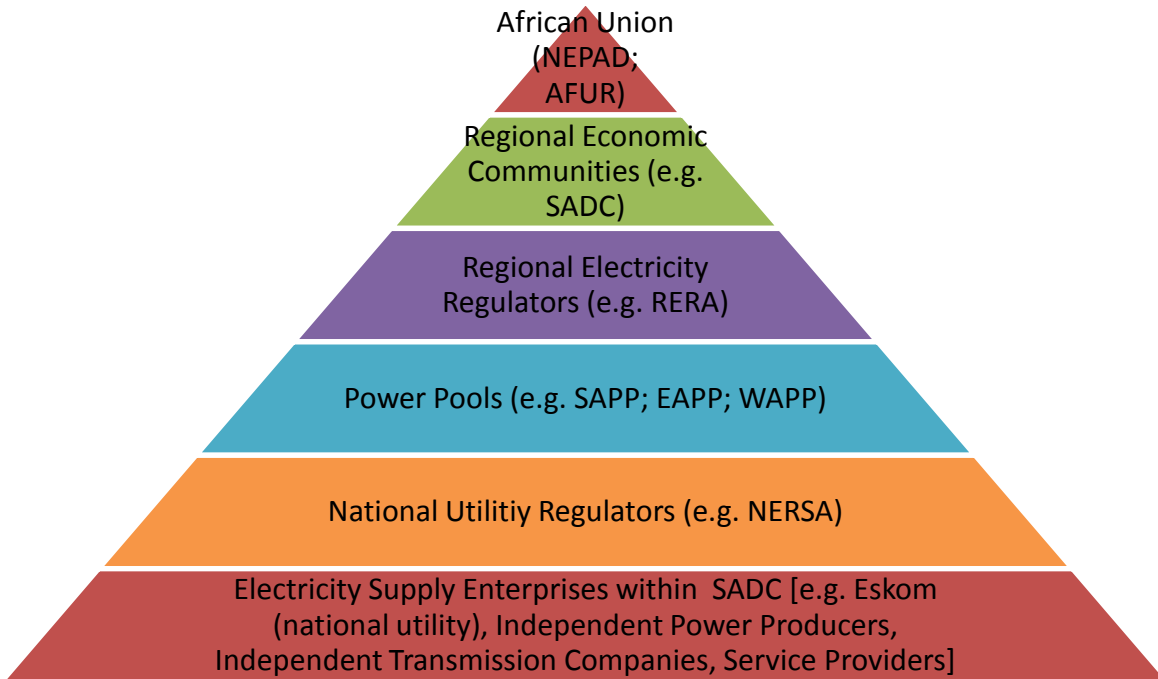 African Union
(NEPAD;
AFUR)
Regional Economic
Communities (e.g.
SADC)
Regional Electricity
Regulators (e.g. RERA)
Power Pools (e.g. SAPP; EAPP; WAPP)
National Utilitiy Regulators (e.g. NERSA)
Electricity Supply Enterprises within  SADC [e.g. Eskom
(national utility), Independent Power Producers,
Independent Transmission Companies, Service Providers]